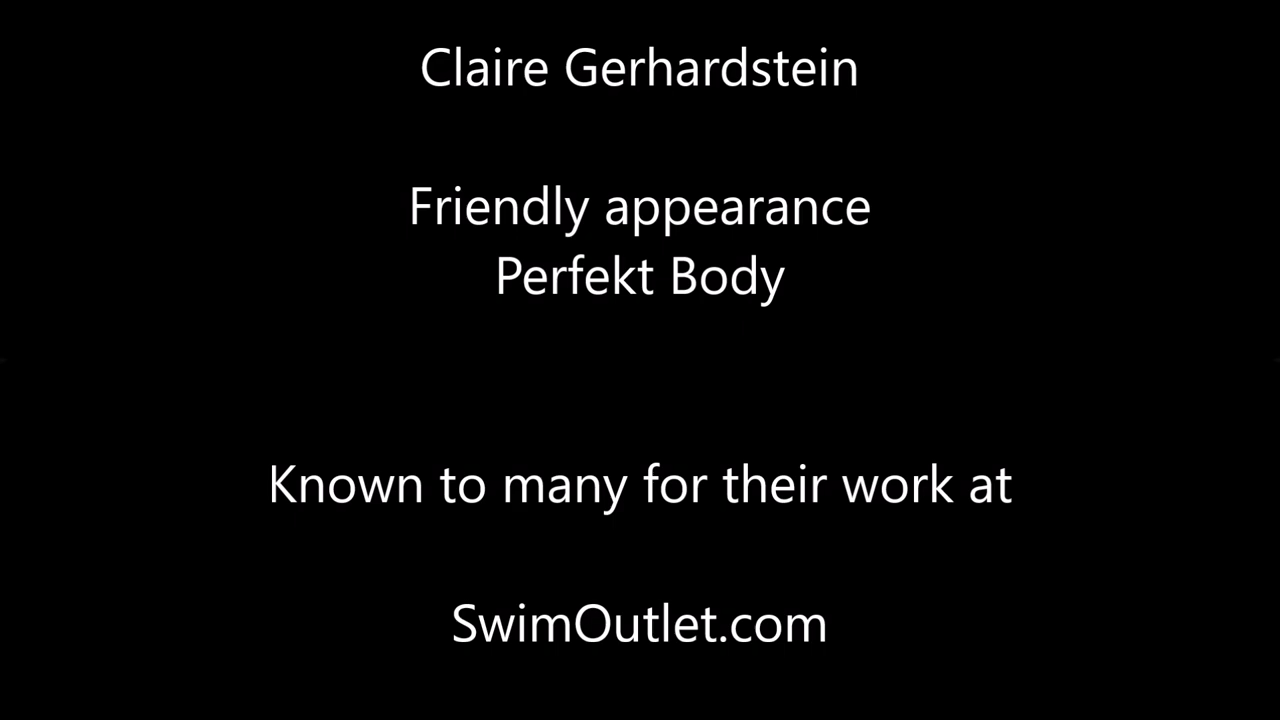 Claire Gerhardstein
Friendly appearance
Perfekt Body
Known to many for their work at
SwimOutlet.com